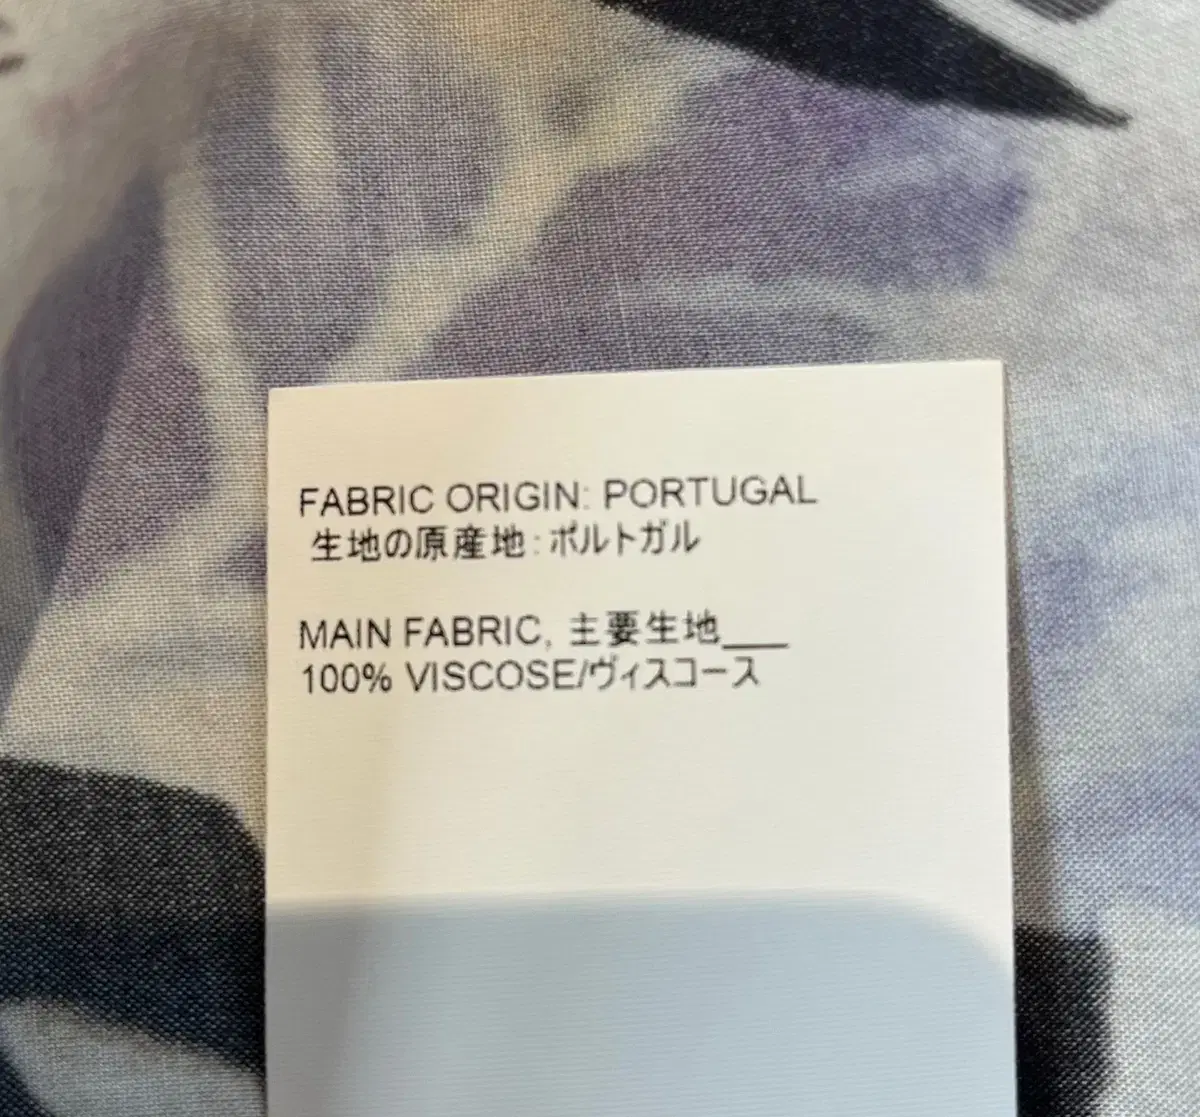 FABRIC ORIGIN: PORTUGAL
生地の原産地:ポルトガル
MAIN FABRIC, 主要生地___
100% VISCOSE/ヴィスコース